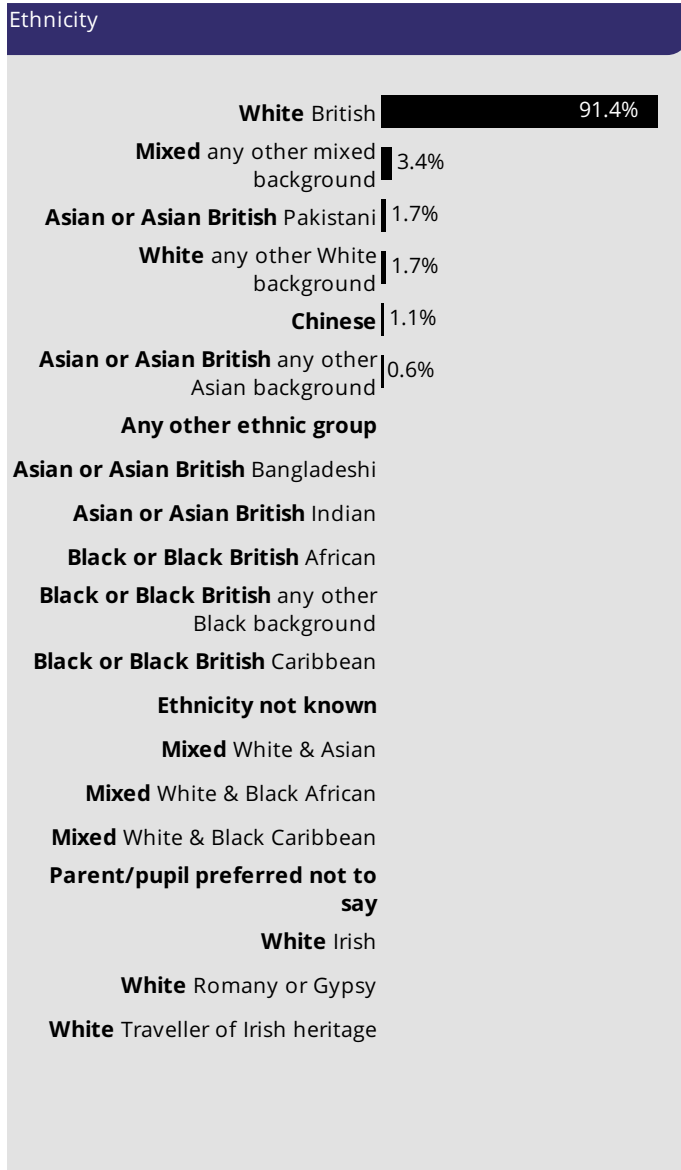 Ethnicity
White British 91.4%
Mixed any other mixed
background 3.4%
Asian or Asian British Pakistani 1.7%
White any other White
background 1.7%
Chinese 1.1%
Asian or Asian British any other
Asian background 0.6%
Any other ethnic group
Asian or Asian British Bangladeshi
Asian or Asian British Indian
Black or Black British African
Black or Black British any other
Black background
Black or Black British Caribbean
Ethnicity not known
Mixed White & Asian
Mixed White & Black African
Mixed White & Black Caribbean
Parent/pupil preferred not to
say
White Irish
White Romany or Gypsy
White Traveller of Irish heritage